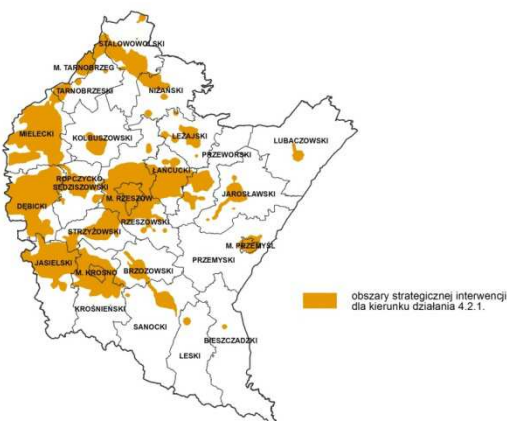 STALOWOWOLSKI
M. TARNOBRZEG
TARNOBRZESKI
NIŻAŃSKI
MIELECKI
KOLBUSZOWSKI
LEŻAJSKI
LUBACZOWSKI
PRZEWORSKI
ROPCZYCKO
SĘDZISZOWSKI
ŁAŃCUCKI
M. RZESZÓW
JAROSŁAWSKI
DĘBICKI
RZESZOWSKI
STRZYŻOWSKI
M. PRZEMYŚL
PRZEMYSKI
JASIELSKI
M. KROSNO
BRZOZOWSKI
KROŚNIEŃSKI
SANOCKI
LESKI
BIESZCZADZKI
obszary strategicznej interwencji
dla kierunku działania 4.2.1.